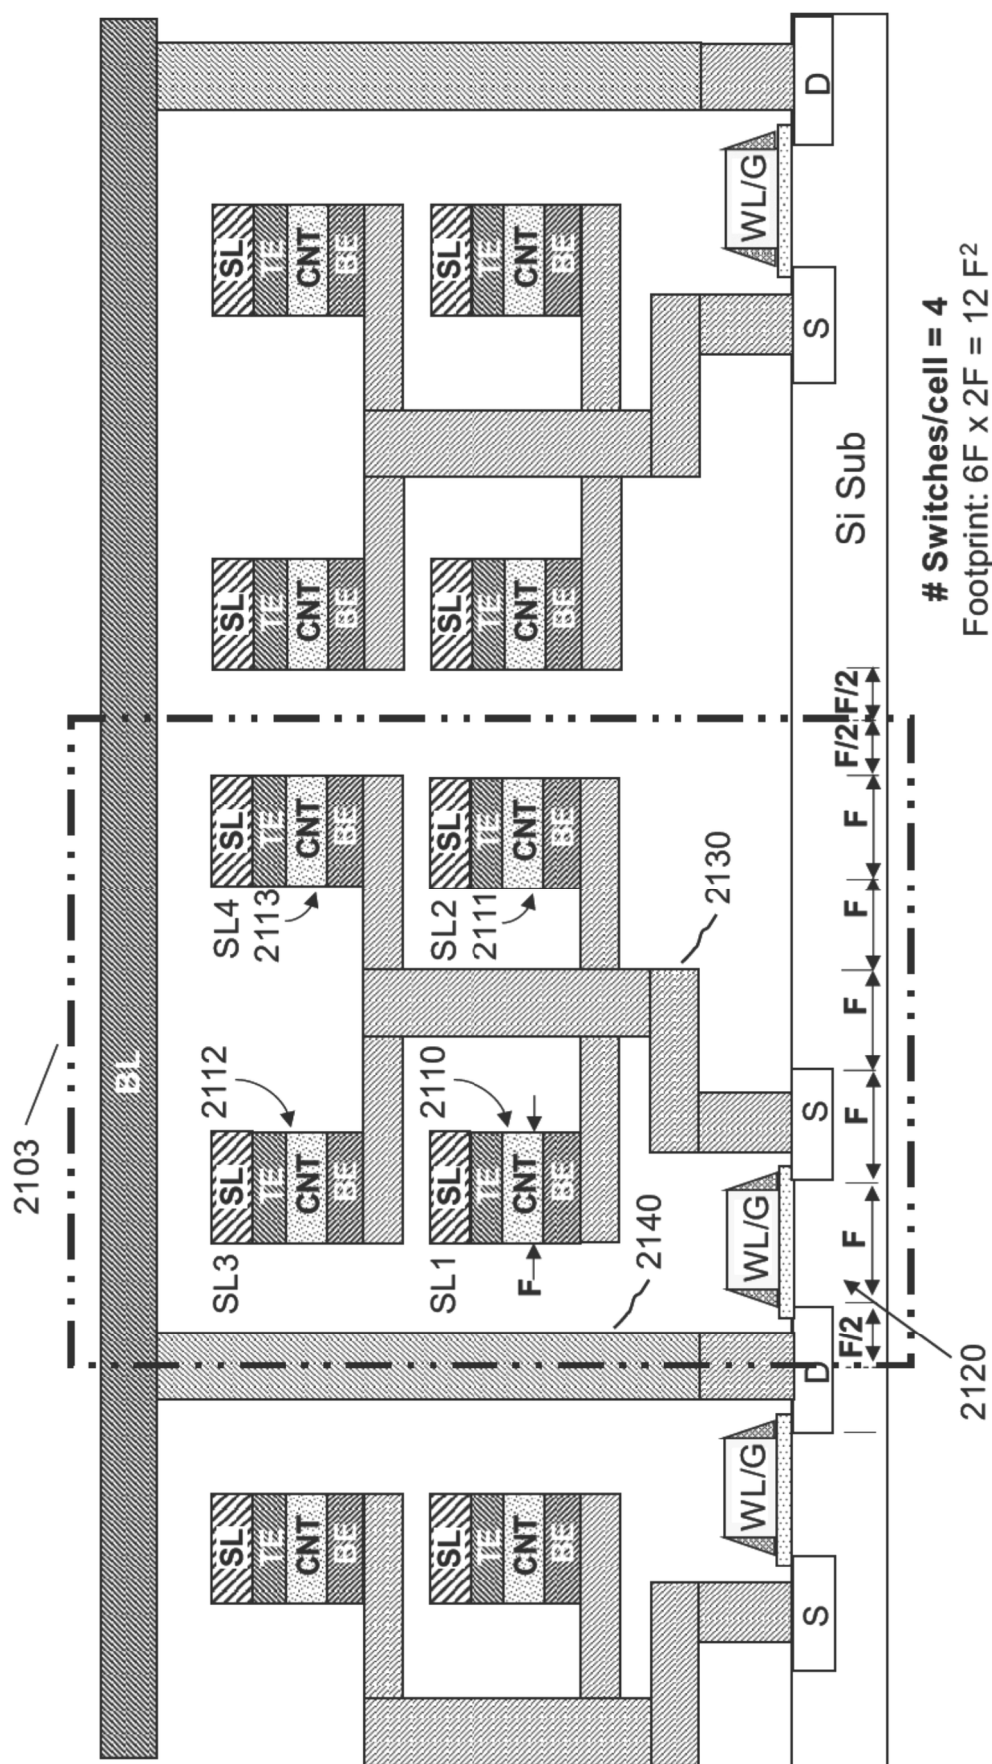 2103
BL
2112
SL SL3 SL SL4 SL SL SL
TE TE 2113 TE TE TE
CNT CNT CNT CNT CNT
BE BE BE BE BE
2110
SL SL1 SL SL2 SL SL SL
TE TE 2111 TE TE TE
CNT F CNT CNT CNT CNT
BE BE BE BE BE
2140 2130
WL/G WL/G WL/G
S D S S D
F/2 F F F F F F/2 F/2 Si Sub
2120
# Switches/cell = 4
Footprint: 6F x 2F = 12 F²